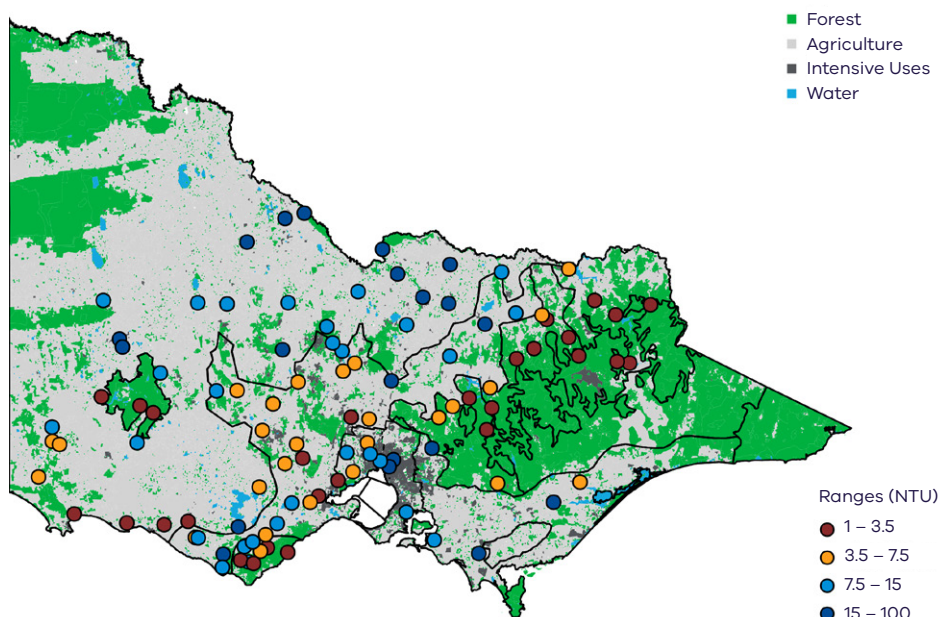 Forest
Agriculture
Intensive Uses
Water
Ranges (NTU)
1 – 3.5
3.5 – 7.5
7.5 – 15
15 – 100